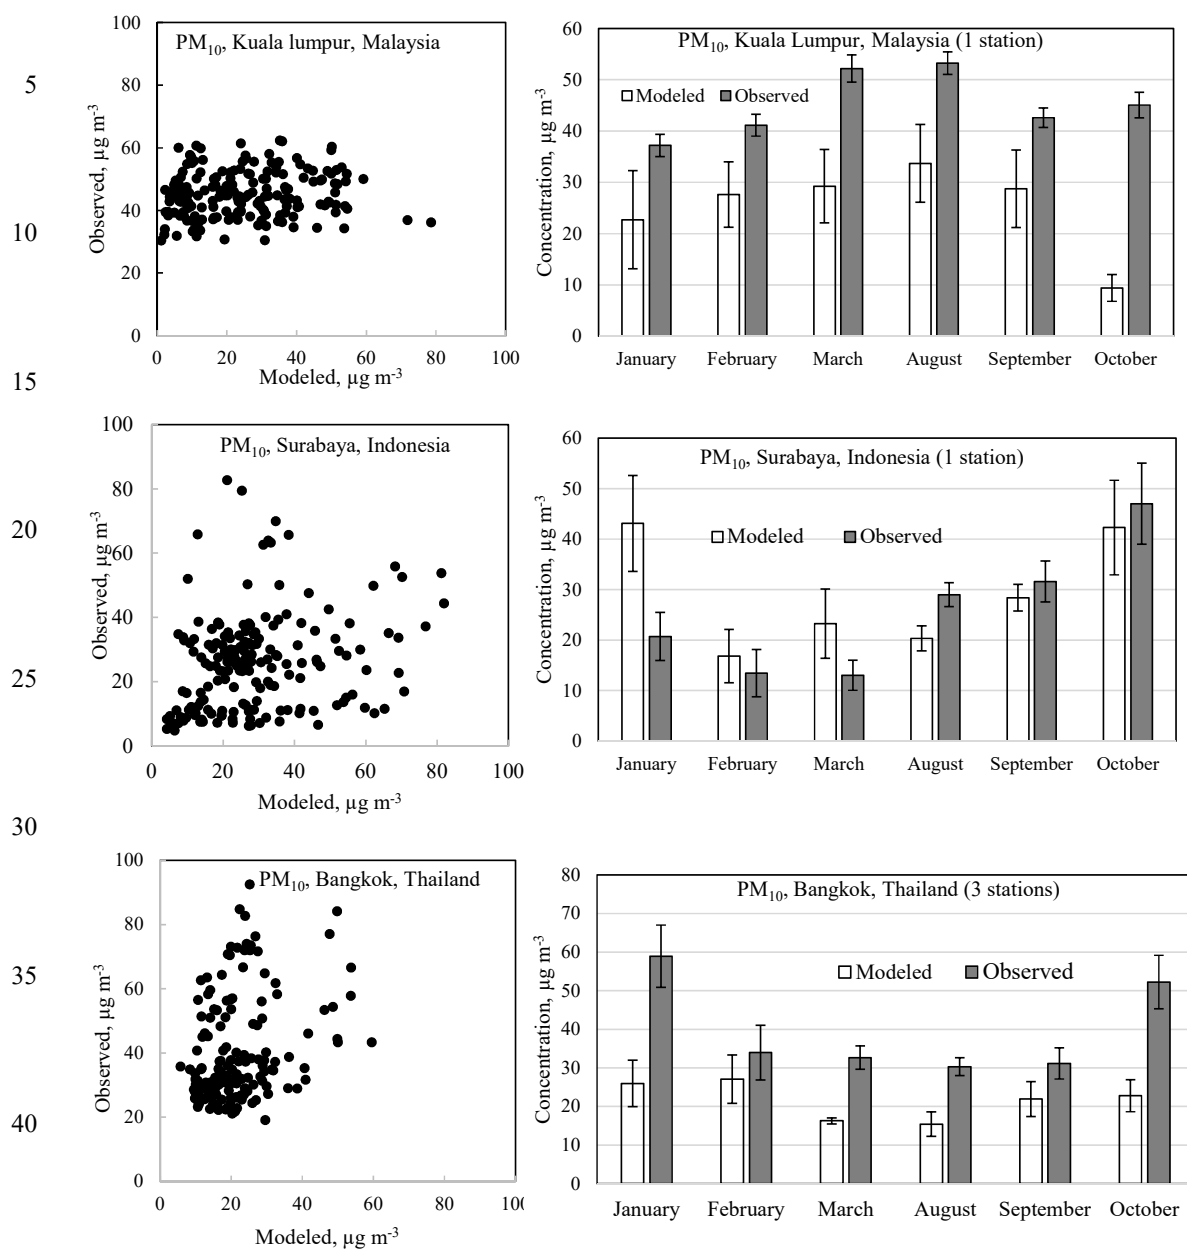 5
10
15
20
25
30
35
40
PM10, Kuala lumpur, Malaysia
Observed, µg m-3
100
80
60
40
20
0
0 20 40 60 80 100
Modeled, µg m-3
PM10, Kuala Lumpur, Malaysia (1 station)
Modeled Observed
Concentration, µg m-3
60
50
40
30
20
10
0
January February March August September October
PM10, Surabaya, Indonesia
Observed, µg m-3
100
80
60
40
20
0
0 20 40 60 80 100
Modeled, µg m-3
PM10, Surabaya, Indonesia (1 station)
Modeled Observed
Concentration, µg m-3
60
50
40
30
20
10
0
January February March August September October
PM10, Bangkok, Thailand
Observed, µg m-3
100
80
60
40
20
0
0 20 40 60 80 100
Modeled, µg m-3
PM10, Bangkok, Thailand (3 stations)
Modeled Observed
Concentration, µg m-3
80
70
60
50
40
30
20
10
0
January February March August September October